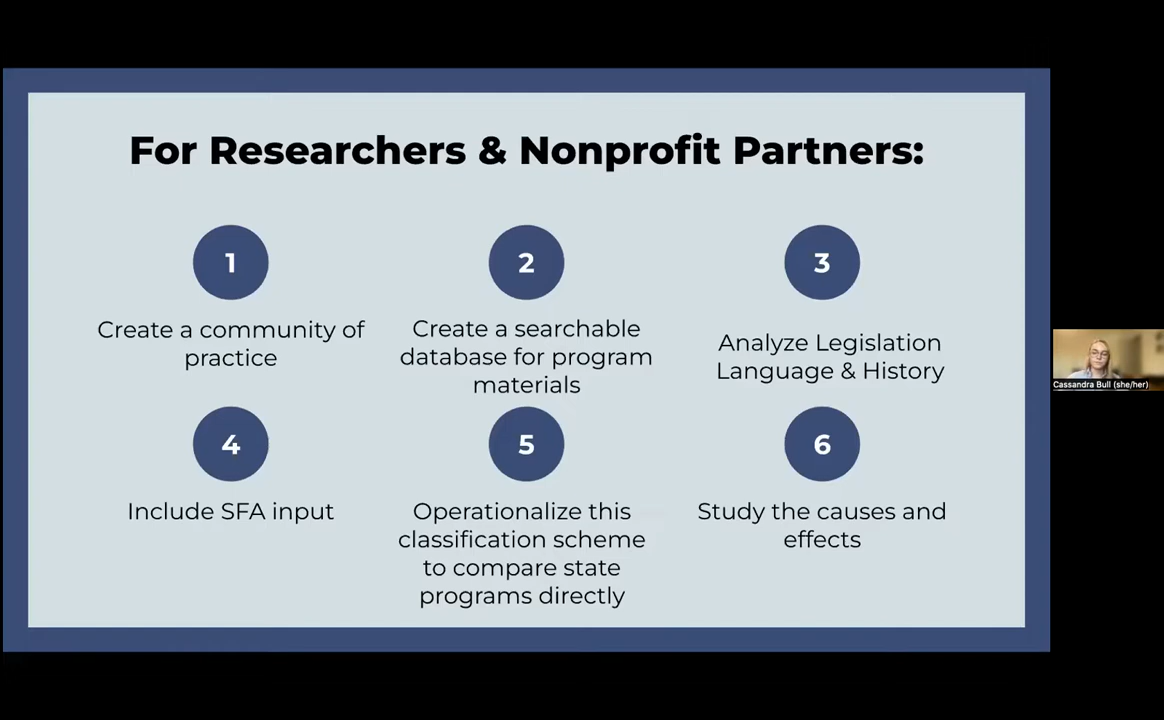 For Researchers & Nonprofit Partners:
1
Create a community of
practice
2
Create a searchable
database for program
materials
3
Analyze Legislation
Language & History
4
Include SFA input
5
Operationalize this
classification scheme
to compare state
programs directly
6
Study the causes and
effects
Cassandra Bull (she/her)